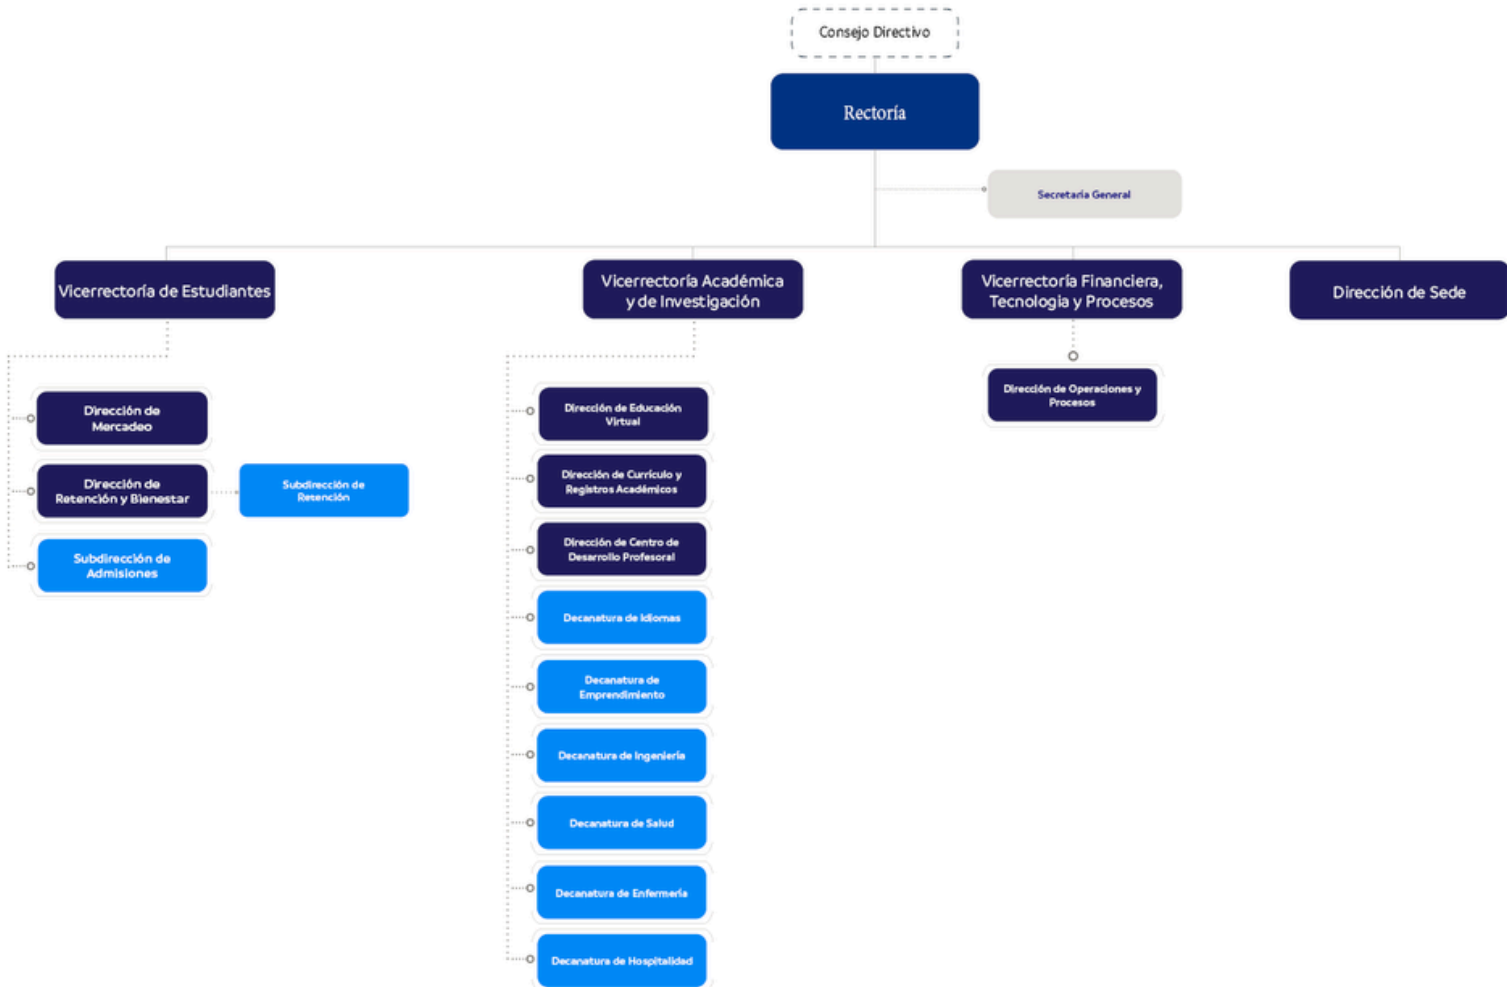 Consejo Directivo
Rectoría
Secretaría General
Vicerrectoría de Estudiantes
Vicerrectoría Académica
y de Investigación
Vicerrectoría Financiera,
Tecnología y Procesos
Dirección de Sede
Dirección de
Mercadeo
Dirección de
Retención y Bienestar
Subdirección de
Retención
Subdirección de
Admisiones
Dirección de Educación
Virtual
Dirección de Currículo y
Registros Académicos
Dirección de Centro de
Desarrollo Profesoral
Decanatura de Idiomas
Decanatura de
Emprendimiento
Decanatura de Ingeniería
Decanatura de Salud
Decanatura de Enfermería
Decanatura de Hospitalidad
Dirección de Operaciones y
Procesos